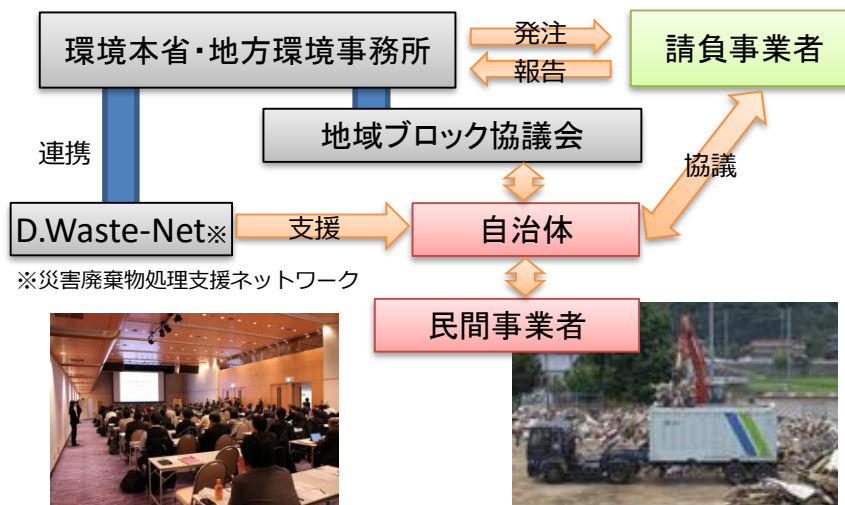 環境本省・地方環境事務所
発注
報告
請負事業者
地域ブロック協議会
連携
協議
D.Waste-Net※
支援
自治体
※災害廃棄物処理支援ネットワーク
民間事業者